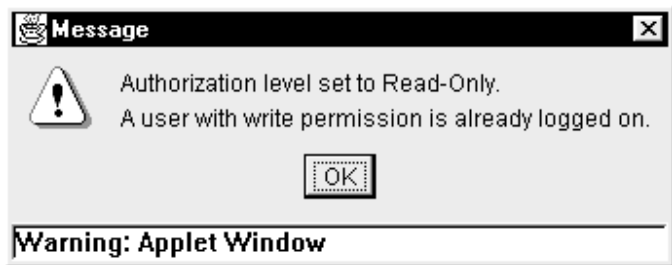 Message
Authorization level set to Read-Only.
A user with write permission is already logged on.
OK
Warning: Applet Window